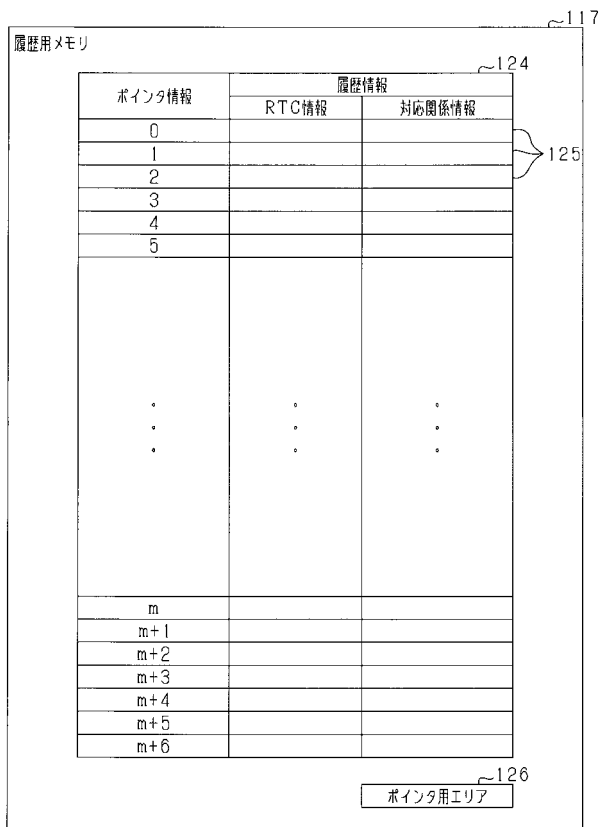 ~117
履歴用メモリ
~124
ポインタ情報 履歴情報
RTC情報 対応関係情報
0
1
2
125
3
4
5
m
m+1
m+2
m+3
m+4
m+5
m+6
~126
ポインタ用エリア